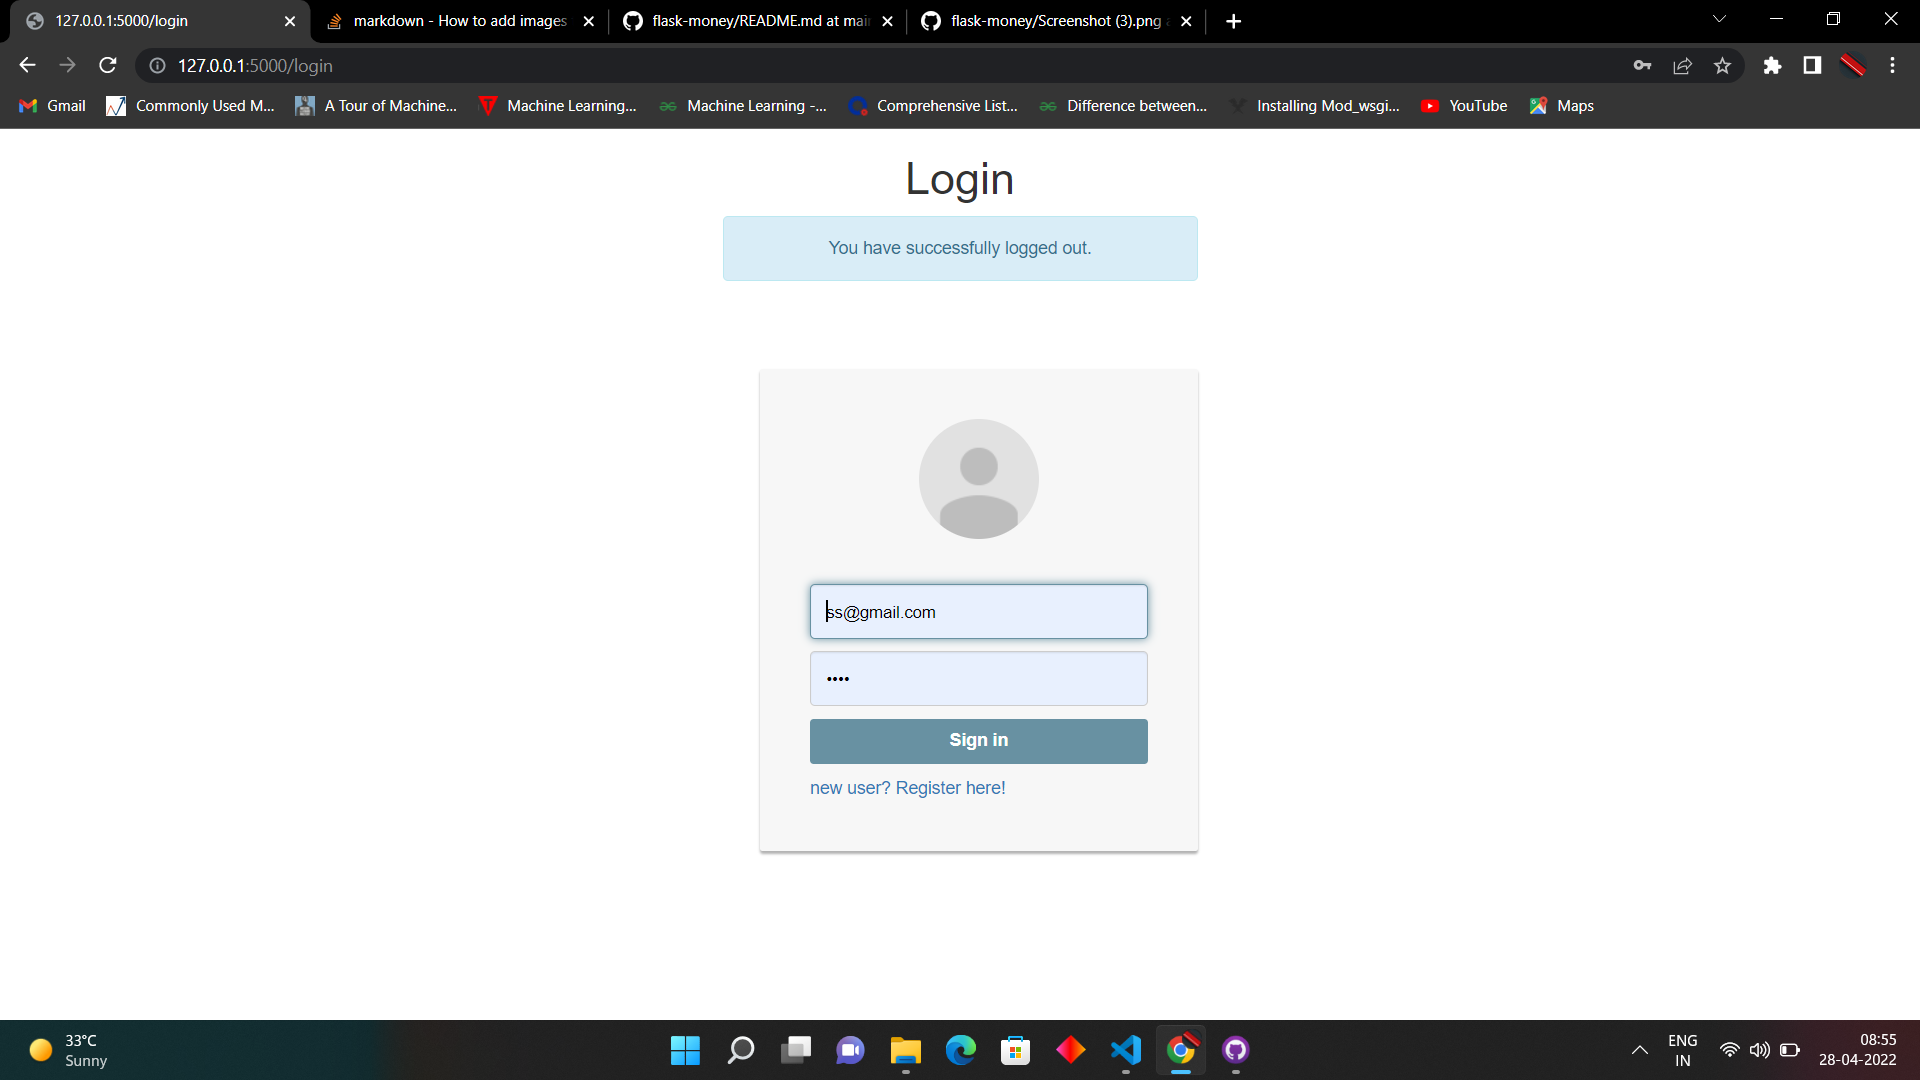 127.0.0.1:5000/login
markdown - How to add images
flask-money/README.md at mai
flask-money/Screenshot (3).png a
127.0.0.1:5000/login
Gmail
Commonly Used M...
A Tour of Machine...
Machine Learning...
Machine Learning -...
Comprehensive List...
Difference between...
Installing Mod_wsgi...
YouTube
Maps
Login
You have successfully logged out.
ss@gmail.com
••••
Sign in
new user? Register here!
33°C
Sunny
ENG
IN
08:55
28-04-2022